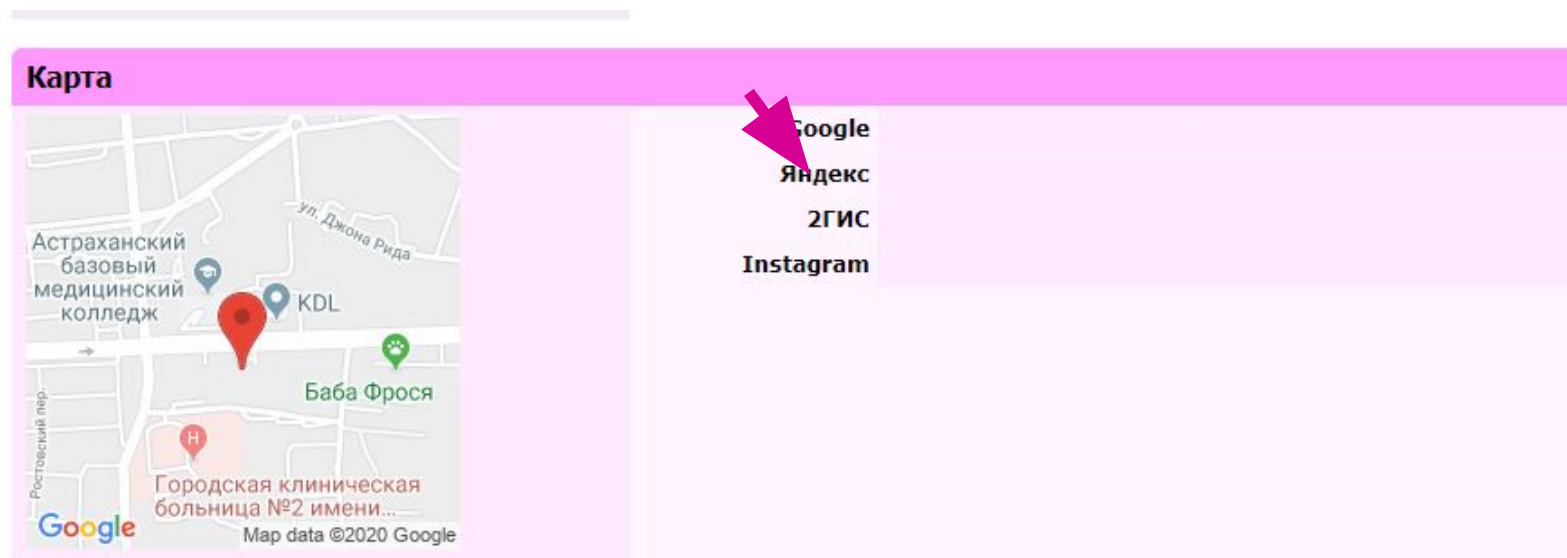 Карта
ул. Джона Рида
Астраханский
базовый
медицинский
колледж
KDL
Баба Фрося
Ростовский пер.
H
Городская клиническая
больница №2 имени...
Google
Map data ©2020 Google
Google
Яндекс
2ГИС
Instagram